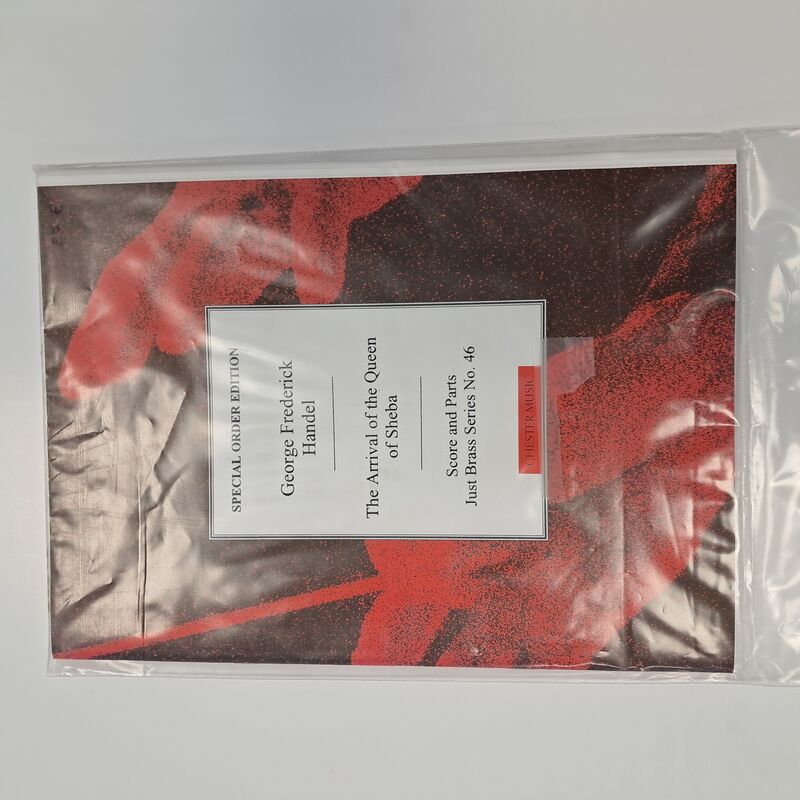 SPECIAL ORDER EDITION
George Frederick
Handel
The Arrival of the Queen
of Sheba
Score and Parts
Just Brass Series No. 46
CHESTER MUSIC